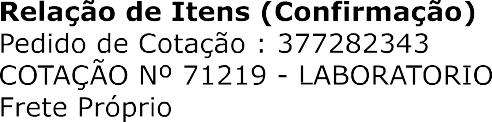 Relação de Itens (Confirmação)
Pedido de Cotação : 377282343
COTAÇÃO Nº 71219 - LABORATORIO
Frete Próprio